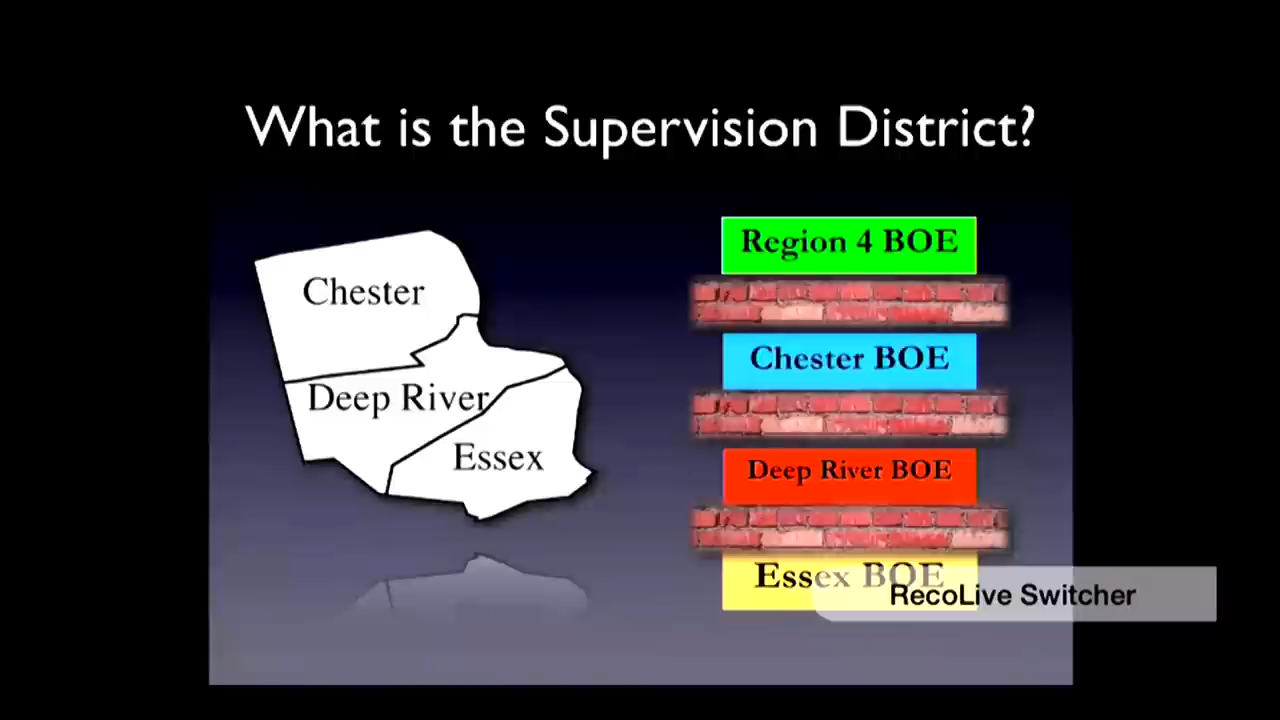 What is the Supervision District?
Chester
Deep River
Essex
Region 4 BOE
Chester BOE
Deep River BOE
Essex BOE
RecoLive Switcher